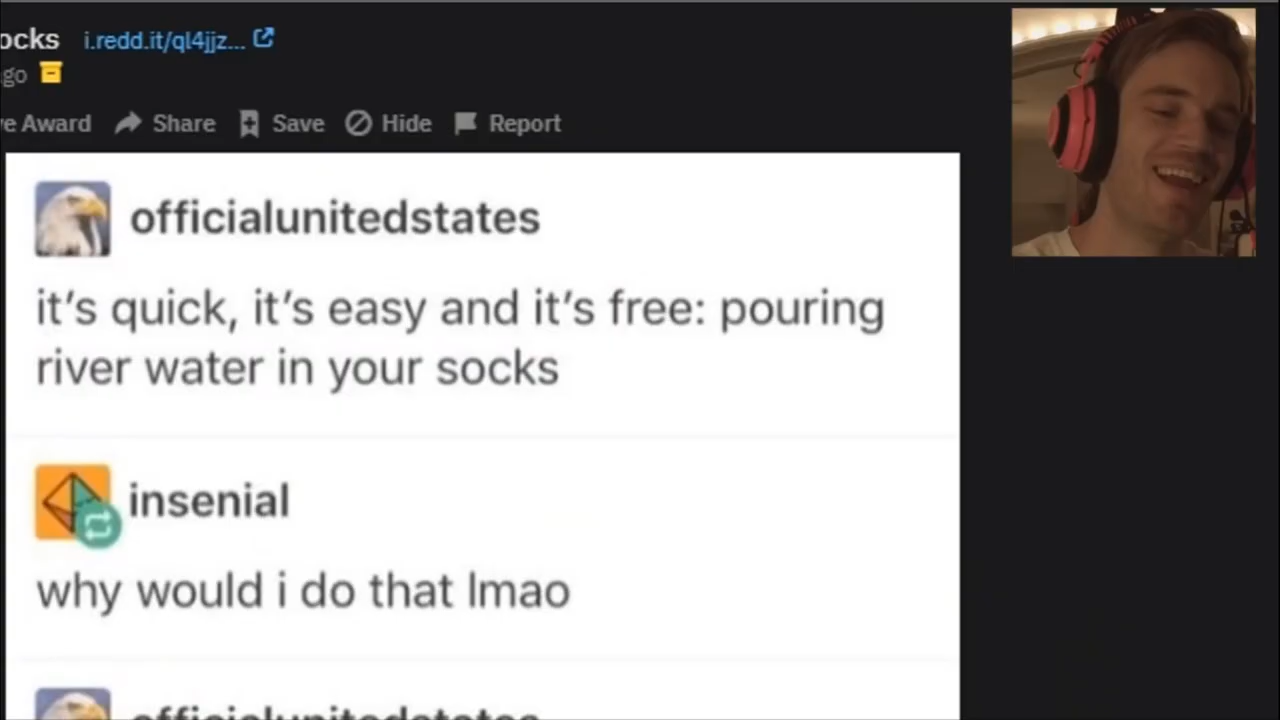 ocks i.redd.it/ql4jjz...
go
e Award Share Save Hide Report
officialunitedstates
it’s quick, it’s easy and it’s free: pouring
river water in your socks
insenial
why would i do that lmao
officialunitedstates